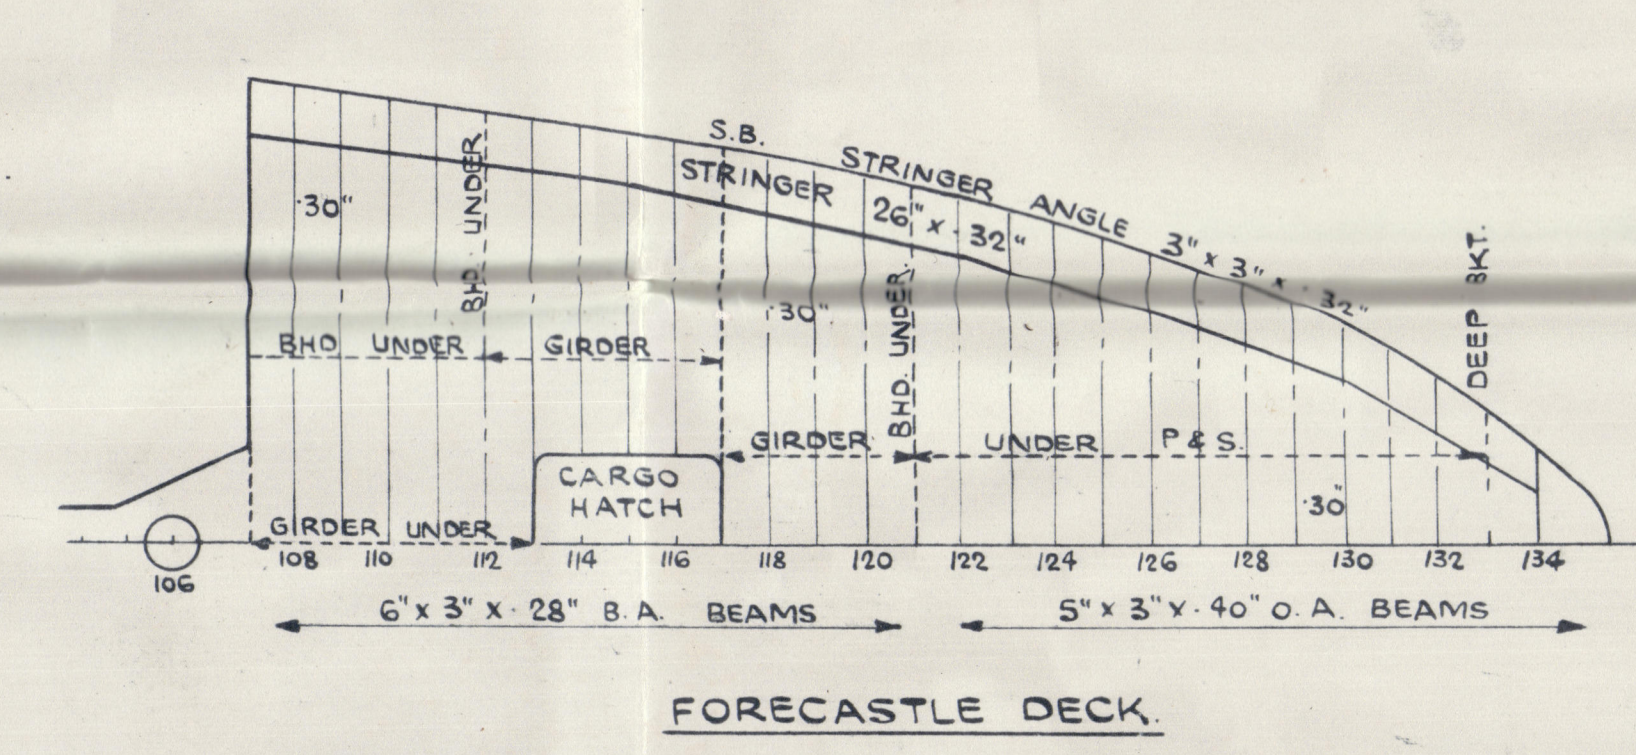 S.B.
STRINGER ANGLE 3" x 3" x ·32"
STRINGER 26" x ·32"
·30"
BHD. UNDER
·30"
BHD. UNDER.
DEEP BKT.
BHD UNDER GIRDER
GIRDER UNDER P & S.
CARGO
HATCH
·30"
GIRDER UNDER
106 108 110 112 114 116 118 120 122 124 126 128 130 132 134
6" x 3" x ·28" B.A. BEAMS
5" x 3" x ·40" O.A. BEAMS
FORECASTLE DECK.